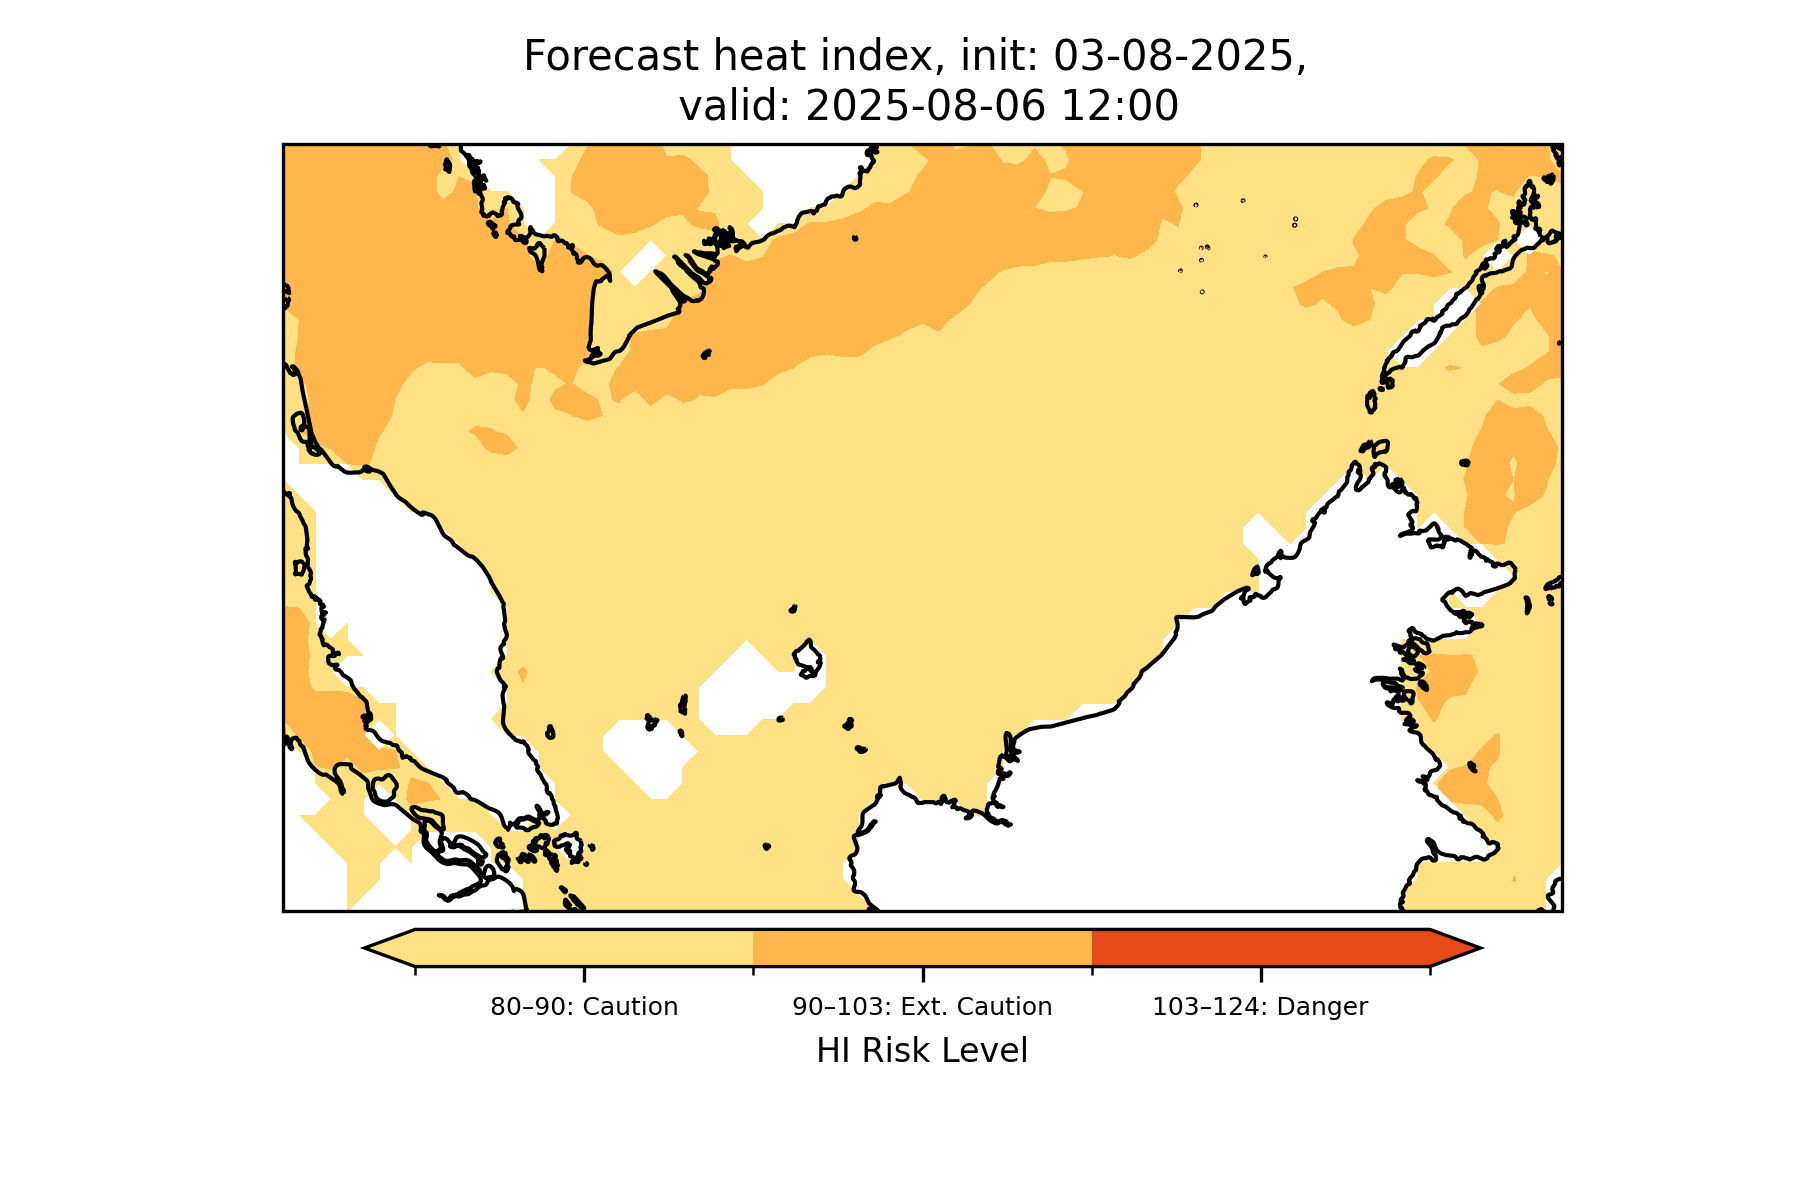 Forecast heat index, init: 03-08-2025,
valid: 2025-08-06 12:00
80–90: Caution
90–103: Ext. Caution
103–124: Danger
HI Risk Level